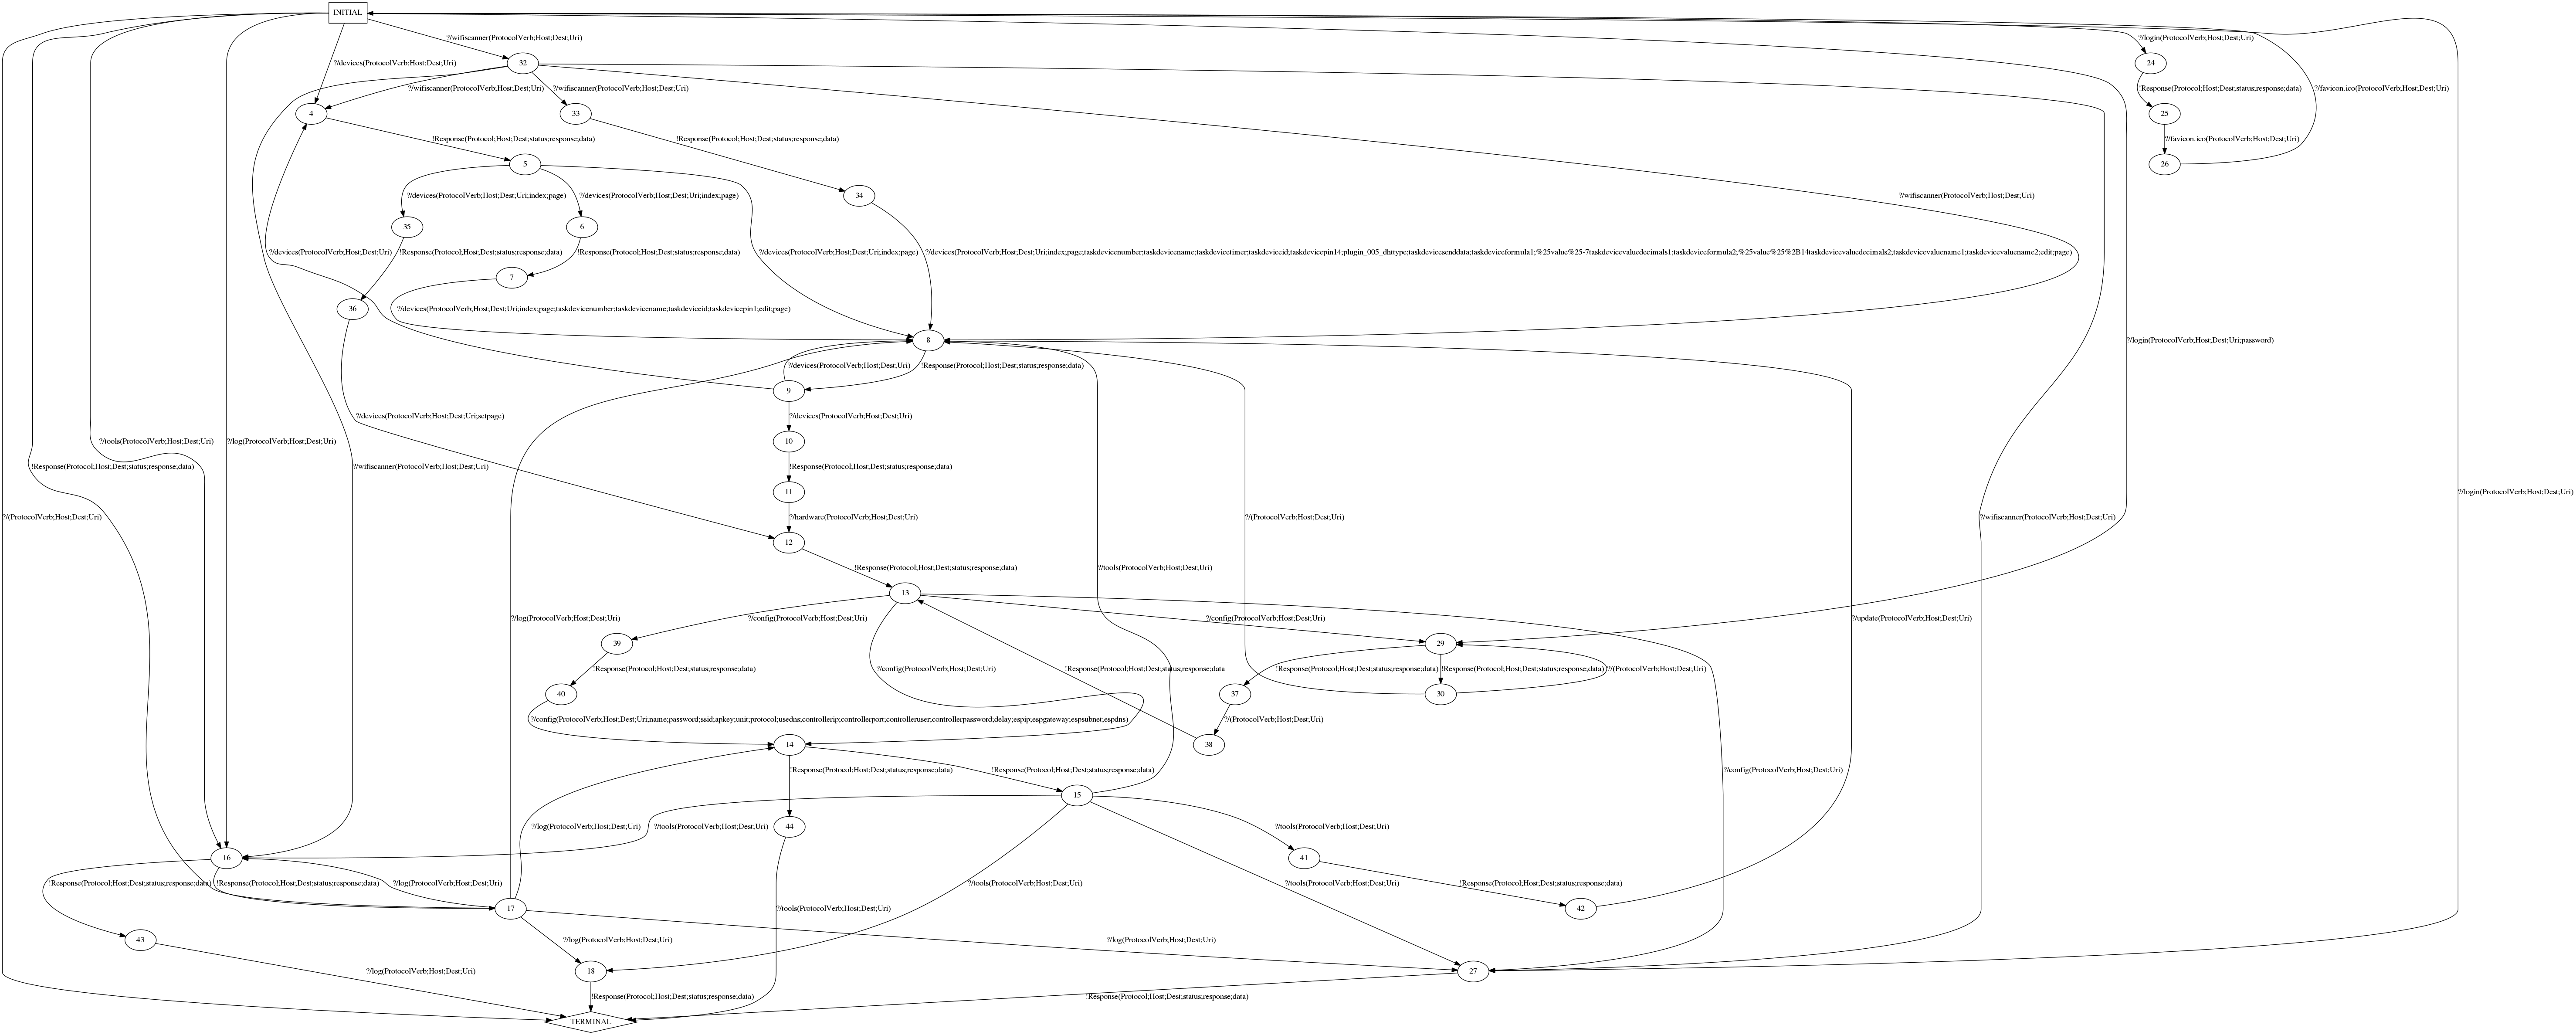 INITIAL
?/wifiscanner(ProtocolVerb;Host;Dest;Uri)
?/login(ProtocolVerb;Host;Dest;Uri)
?/devices(ProtocolVerb;Host;Dest;Uri)
32
24
?/wifiscanner(ProtocolVerb;Host;Dest;Uri)
?/wifiscanner(ProtocolVerb;Host;Dest;Uri)
!Response(Protocol;Host;Dest;status;response;data)
?/favicon.ico(ProtocolVerb;Host;Dest;Uri)
4
33
25
!Response(Protocol;Host;Dest;status;response;data)
!Response(Protocol;Host;Dest;status;response;data)
?/favicon.ico(ProtocolVerb;Host;Dest;Uri)
5
26
?/devices(ProtocolVerb;Host;Dest;Uri;index;page)
?/devices(ProtocolVerb;Host;Dest;Uri;index;page)
34
?/wifiscanner(ProtocolVerb;Host;Dest;Uri)
35
6
?/devices(ProtocolVerb;Host;Dest;Uri)
!Response(Protocol;Host;Dest;status;response;data)
!Response(Protocol;Host;Dest;status;response;data)
?/devices(ProtocolVerb;Host;Dest;Uri;index;page)
?/devices(ProtocolVerb;Host;Dest;Uri;index;page;taskdevicenumber;taskdevicename;taskdevicetimer;taskdeviceid;taskdevicepin14;plugin_005_dhttype;taskdevicesenddata;taskdeviceformula1;%25value%25-7taskdevicevaluedecimals1;taskdeviceformula2;%25value%25%2B14taskdevicevaluedecimals2;taskdevicevaluename1;taskdevicevaluename2;edit;page)
7
36
?/devices(ProtocolVerb;Host;Dest;Uri;index;page;taskdevicenumber;taskdevicename;taskdeviceid;taskdevicepin1;edit;page)
8
?/login(ProtocolVerb;Host;Dest;Uri;password)
?/devices(ProtocolVerb;Host;Dest;Uri)
!Response(Protocol;Host;Dest;status;response;data)
9
?/devices(ProtocolVerb;Host;Dest;Uri;setpage)
?/devices(ProtocolVerb;Host;Dest;Uri)
?/tools(ProtocolVerb;Host;Dest;Uri)
?/log(ProtocolVerb;Host;Dest;Uri)
10
!Response(Protocol;Host;Dest;status;response;data)
?/wifiscanner(ProtocolVerb;Host;Dest;Uri)
!Response(Protocol;Host;Dest;status;response;data)
11
?/login(ProtocolVerb;Host;Dest;Uri)
?/(ProtocolVerb;Host;Dest;Uri)
?/hardware(ProtocolVerb;Host;Dest;Uri)
?/(ProtocolVerb;Host;Dest;Uri)
?/wifiscanner(ProtocolVerb;Host;Dest;Uri)
12
!Response(Protocol;Host;Dest;status;response;data)
?/tools(ProtocolVerb;Host;Dest;Uri)
13
?/log(ProtocolVerb;Host;Dest;Uri)
?/config(ProtocolVerb;Host;Dest;Uri)
?/config(ProtocolVerb;Host;Dest;Uri)
?/update(ProtocolVerb;Host;Dest;Uri)
39
29
!Response(Protocol;Host;Dest;status;response;data)
?/config(ProtocolVerb;Host;Dest;Uri)
!Response(Protocol;Host;Dest;status;response;data
!Response(Protocol;Host;Dest;status;response;data)
!Response(Protocol;Host;Dest;status;response;data)
?/(ProtocolVerb;Host;Dest;Uri)
40
37
30
?/config(ProtocolVerb;Host;Dest;Uri;name;password;ssid;apkey;unit;protocol;usedns;controllerip;controllerport;controlleruser;controllerpassword;delay;espip;espgateway;espsubnet;espdns)
?/(ProtocolVerb;Host;Dest;Uri)
14
38
!Response(Protocol;Host;Dest;status;response;data)
!Response(Protocol;Host;Dest;status;response;data)
?/config(ProtocolVerb;Host;Dest;Uri)
15
?/log(ProtocolVerb;Host;Dest;Uri)
?/tools(ProtocolVerb;Host;Dest;Uri)
44
?/tools(ProtocolVerb;Host;Dest;Uri)
16
41
!Response(Protocol;Host;Dest;status;response;data)
!Response(Protocol;Host;Dest;status;response;data)
?/log(ProtocolVerb;Host;Dest;Uri)
?/tools(ProtocolVerb;Host;Dest;Uri)
?/tools(ProtocolVerb;Host;Dest;Uri)
!Response(Protocol;Host;Dest;status;response;data)
17
?/tools(ProtocolVerb;Host;Dest;Uri)
42
43
?/log(ProtocolVerb;Host;Dest;Uri)
?/log(ProtocolVerb;Host;Dest;Uri)
?/log(ProtocolVerb;Host;Dest;Uri)
18
27
!Response(Protocol;Host;Dest;status;response;data)
!Response(Protocol;Host;Dest;status;response;data)
TERMINAL